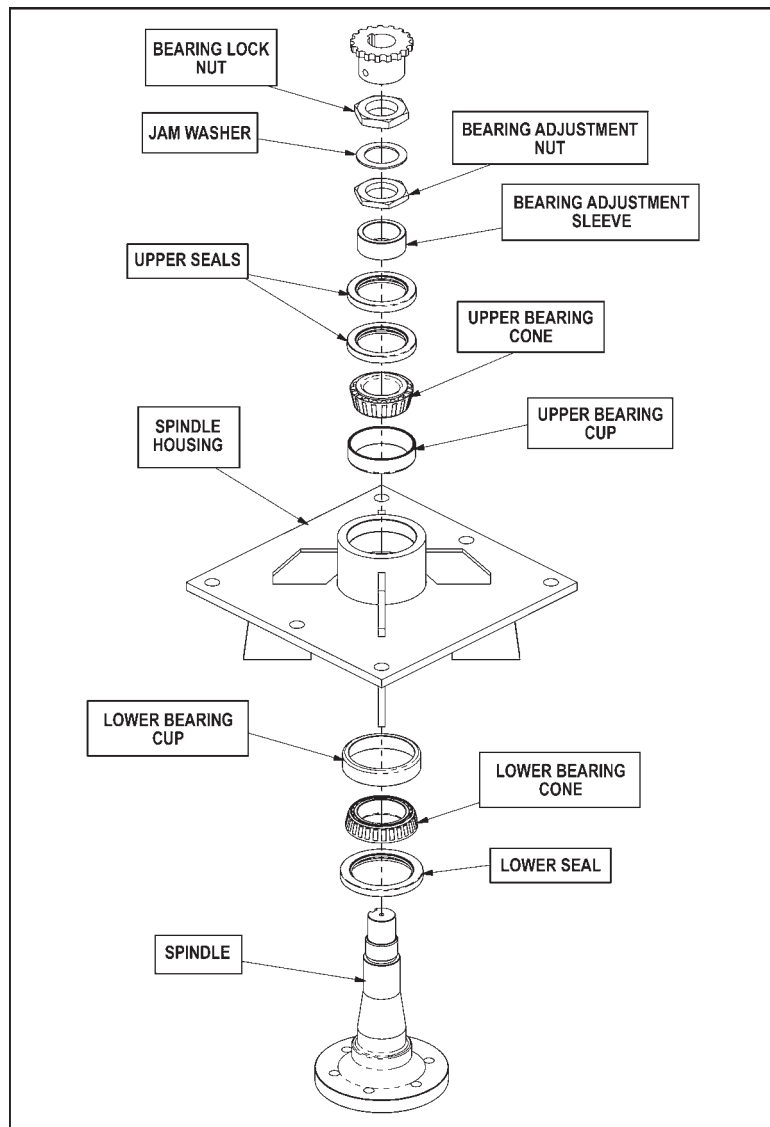 BEARING LOCK
NUT
JAM WASHER
BEARING ADJUSTMENT
NUT
BEARING ADJUSTMENT
SLEEVE
UPPER SEALS
UPPER BEARING
CONE
UPPER BEARING
CUP
SPINDLE
HOUSING
LOWER BEARING
CUP
LOWER BEARING
CONE
LOWER SEAL
SPINDLE